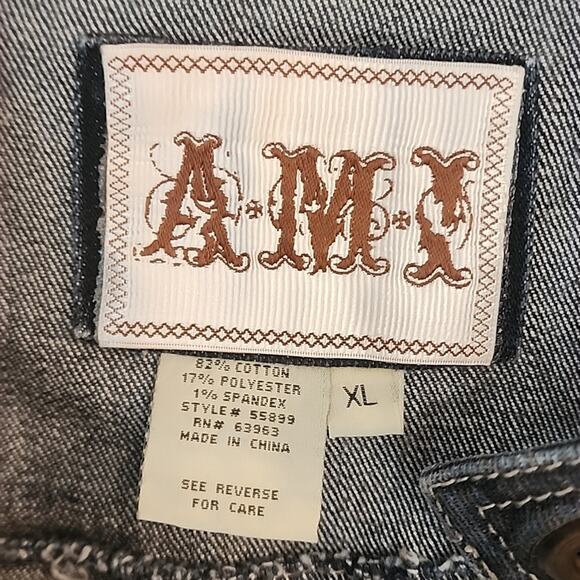 A·M·I
82% COTTON
17% POLYESTER
1% SPANDEX
STYLE# 55899
RN# 63963
MADE IN CHINA
SEE REVERSE
FOR CARE
XL